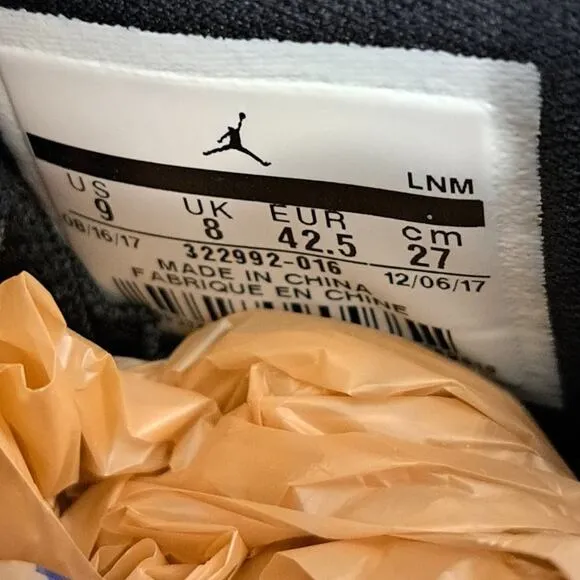 LNM
US UK EUR cm
9 8 42.5 27
08/16/17 322992-016 12/06/17
MADE IN CHINA
FABRIQUE EN CHINE